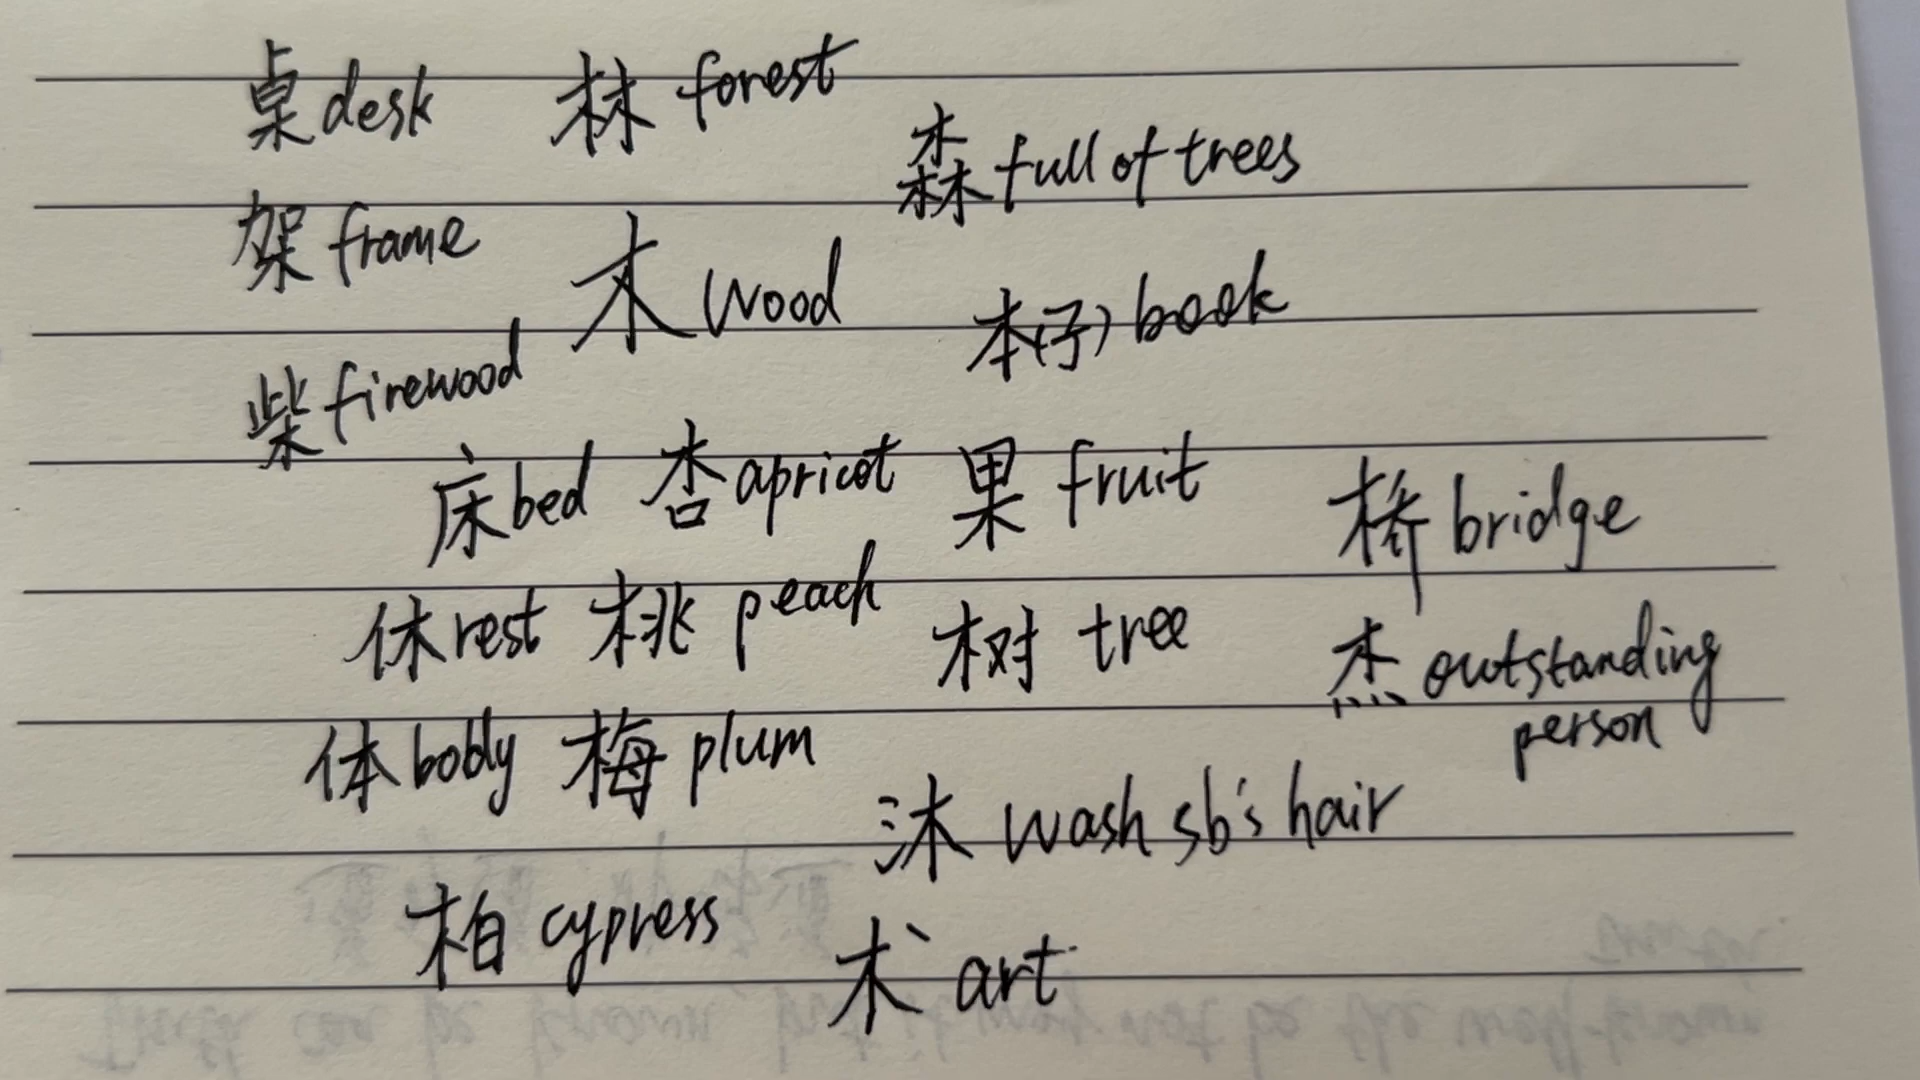 桌 desk 林 forest
森 full of trees
架 frame 木 wood
本(子) book
柴 firewood
床 bed 杏 apricot 果 fruit 桥 bridge
休 rest 桃 peach 树 tree 杰 outstanding person
体 body 梅 plum
沐 wash sb's hair
柏 cypress 术 art